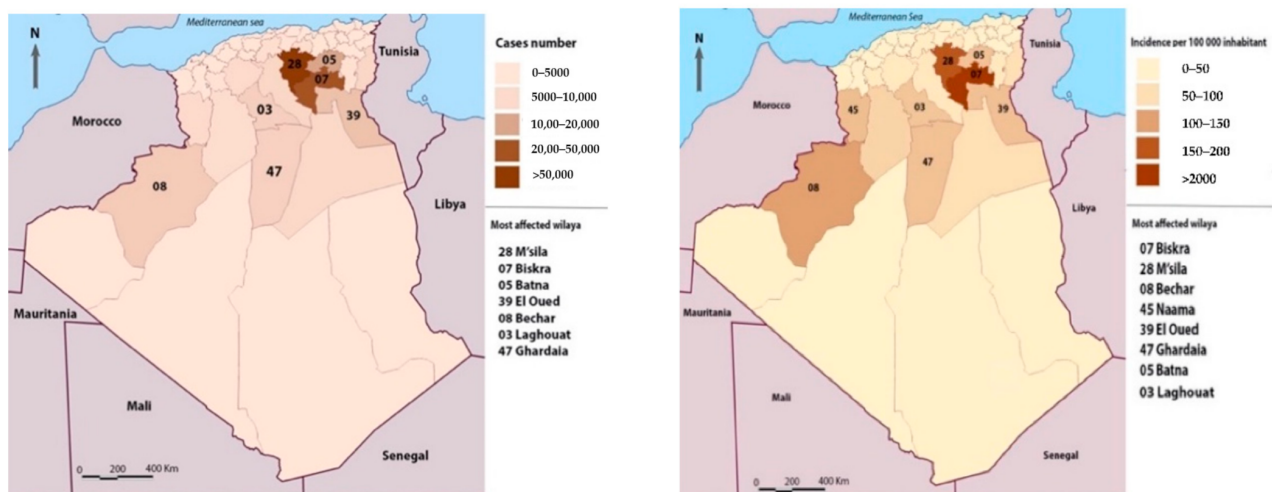 Mediterranean sea
N
Tunisia
Morocco
28
05
07
03
39
47
08
Libya
Mauritania
Mali
Senegal
0 200 400 Km
Cases number
0–5000
5000–10,000
10,00–20,000
20,00–50,000
>50,000
Most affected wilaya
28 M'sila
07 Biskra
05 Batna
39 El Oued
08 Bechar
03 Laghouat
47 Ghardaia
Mediterranean Sea
N
Tunisia
Morocco
28
05
07
45
03
39
47
08
Libya
Mauritania
Mali
Senegal
0 200 400 Km
Incidence per 100 000 inhabitant
0–50
50–100
100–150
150–200
>2000
Most affected wilaya
07 Biskra
28 M'sila
08 Bechar
45 Naama
39 El Oued
47 Ghardaia
05 Batna
03 Laghouat